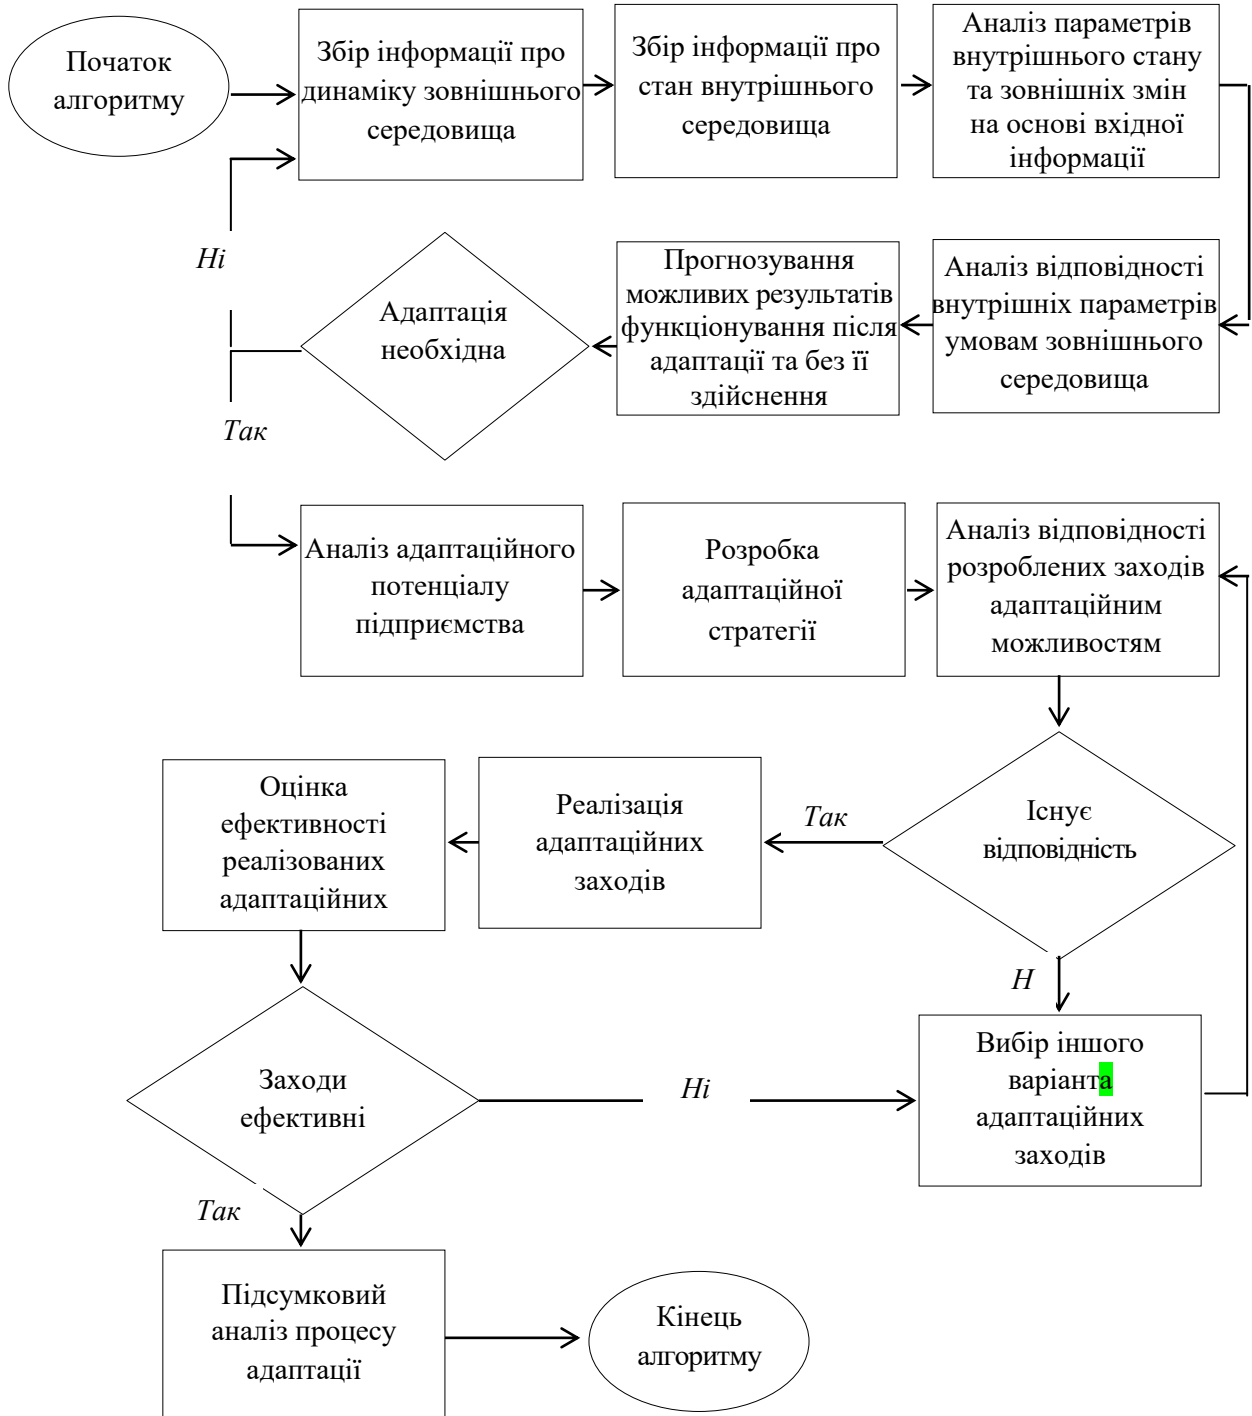 Початок
алгоритму
Збір інформації про
динаміку зовнішнього
середовища
Збір інформації про
стан внутрішнього
середовища
Аналіз параметрів
внутрішнього стану
та зовнішніх змін
на основі вхідної
інформації
Ні
Адаптація
необхідна
Прогнозування
можливих результатів
функціонування після
адаптації та без її
здійснення
Аналіз відповідності
внутрішніх параметрів
умовам зовнішнього
середовища
Так
Аналіз адаптаційного
потенціалу
підприємства
Розробка
адаптаційної
стратегії
Аналіз відповідності
розроблених заходів
адаптаційним
можливостям
Оцінка
ефективності
реалізованих
адаптаційних
Реалізація
адаптаційних
заходів
Так
Існує
відповідність
Н
Заходи
ефективні
Ні
Вибір іншого
варіанта
адаптаційних
заходів
Так
Підсумковий
аналіз процесу
адаптації
Кінець
алгоритму